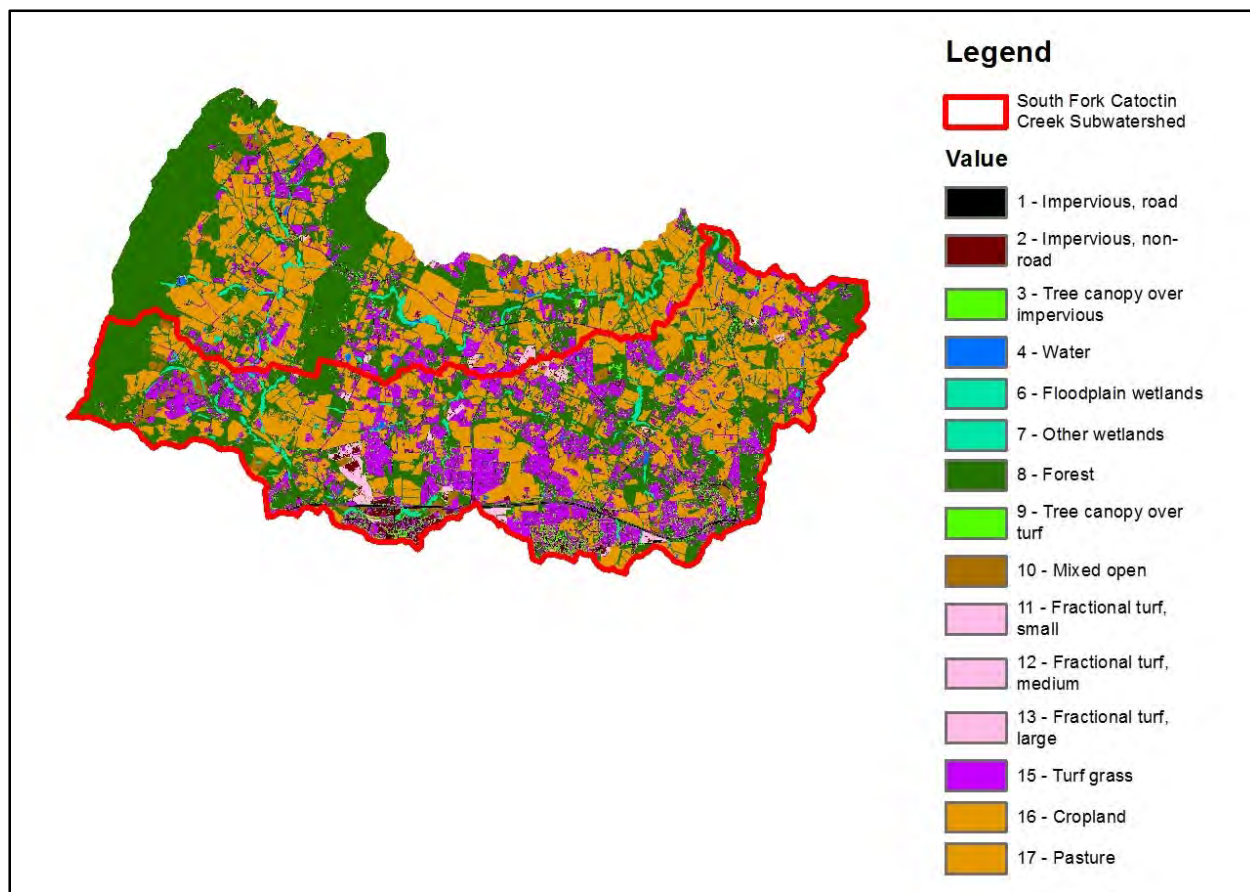 Legend
South Fork Catoctin
Creek Subwatershed
Value
1 - Impervious, road
2 - Impervious, non-
road
3 - Tree canopy over
impervious
4 - Water
6 - Floodplain wetlands
7 - Other wetlands
8 - Forest
9 - Tree canopy over
turf
10 - Mixed open
11 - Fractional turf,
small
12 - Fractional turf,
medium
13 - Fractional turf,
large
15 - Turf grass
16 - Cropland
17 - Pasture